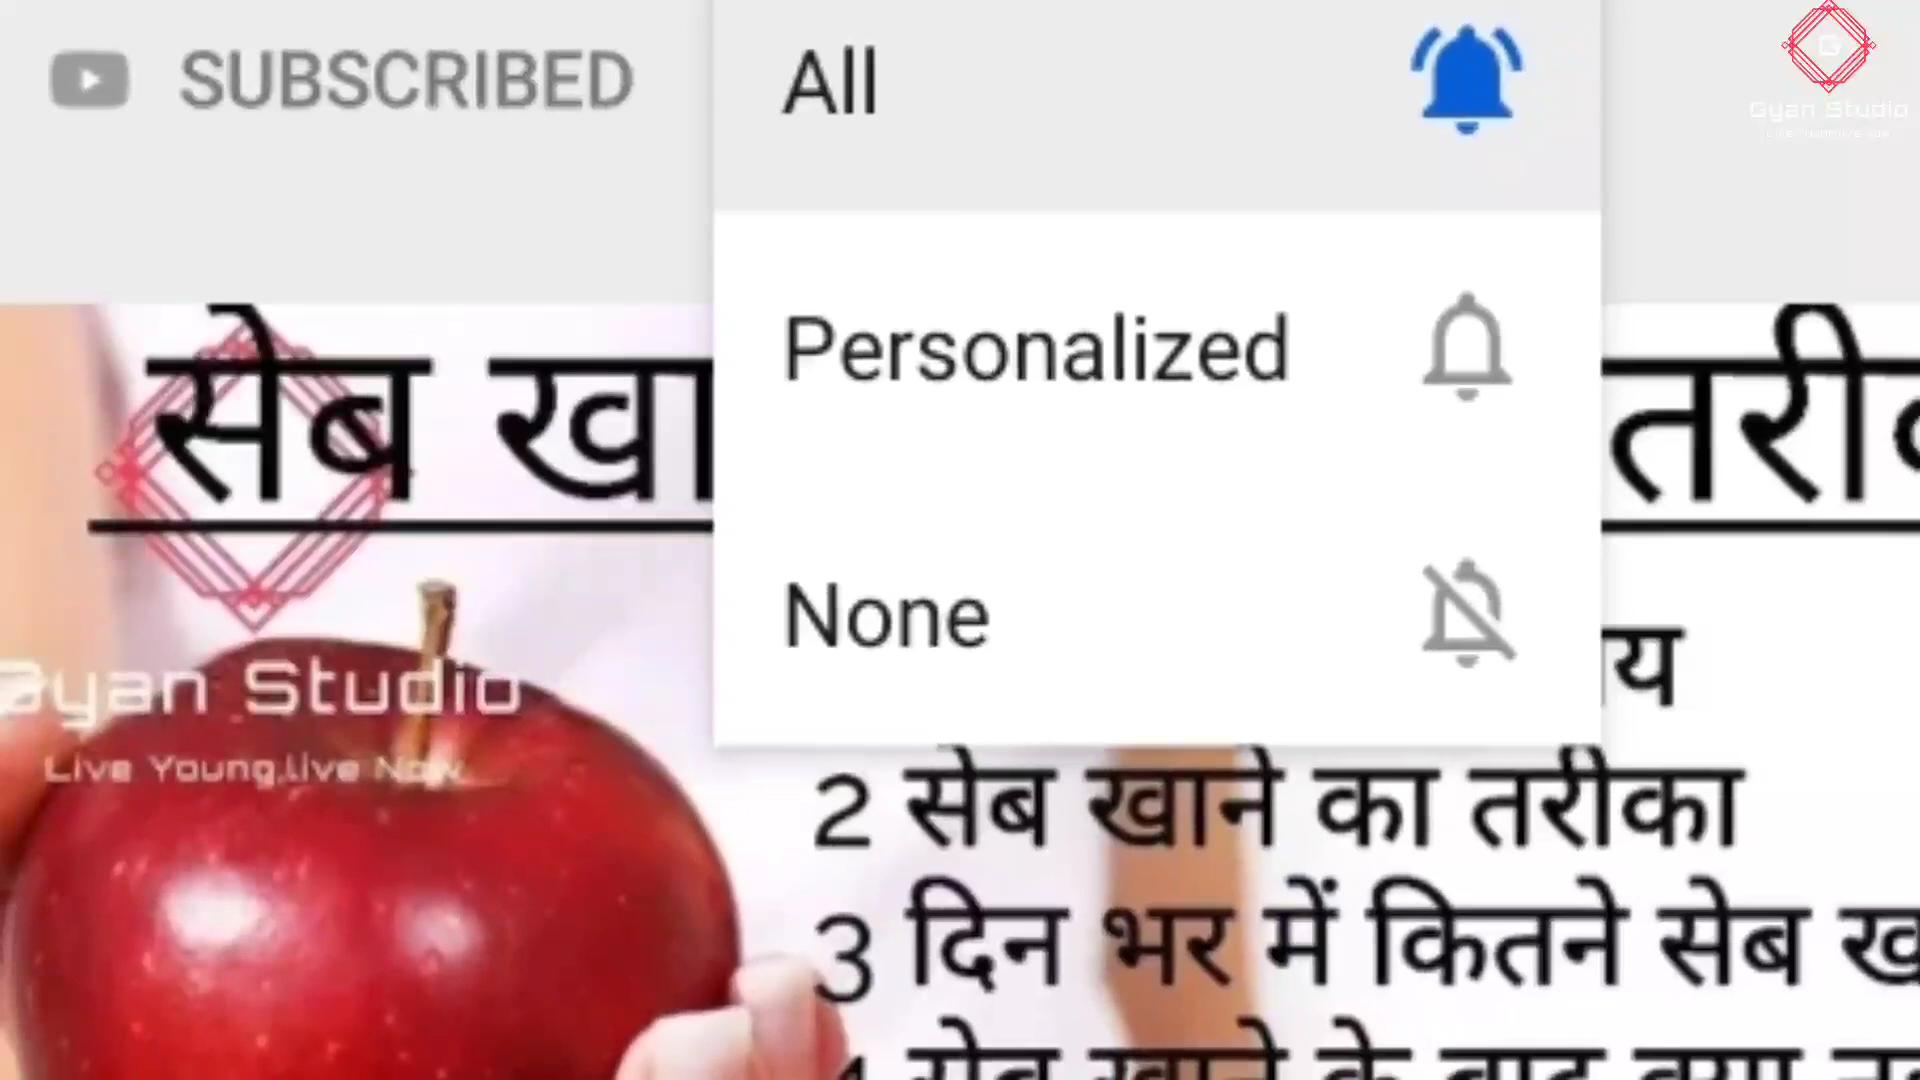 SUBSCRIBED
All
Gyan Studio
Personalized
सेब खा
तरी
None
य
Gyan Studio
Live Young,live Now
2 सेब खाने का तरीका
3 दिन भर में कितने सेब ख
सेब खाने के बाद क्या